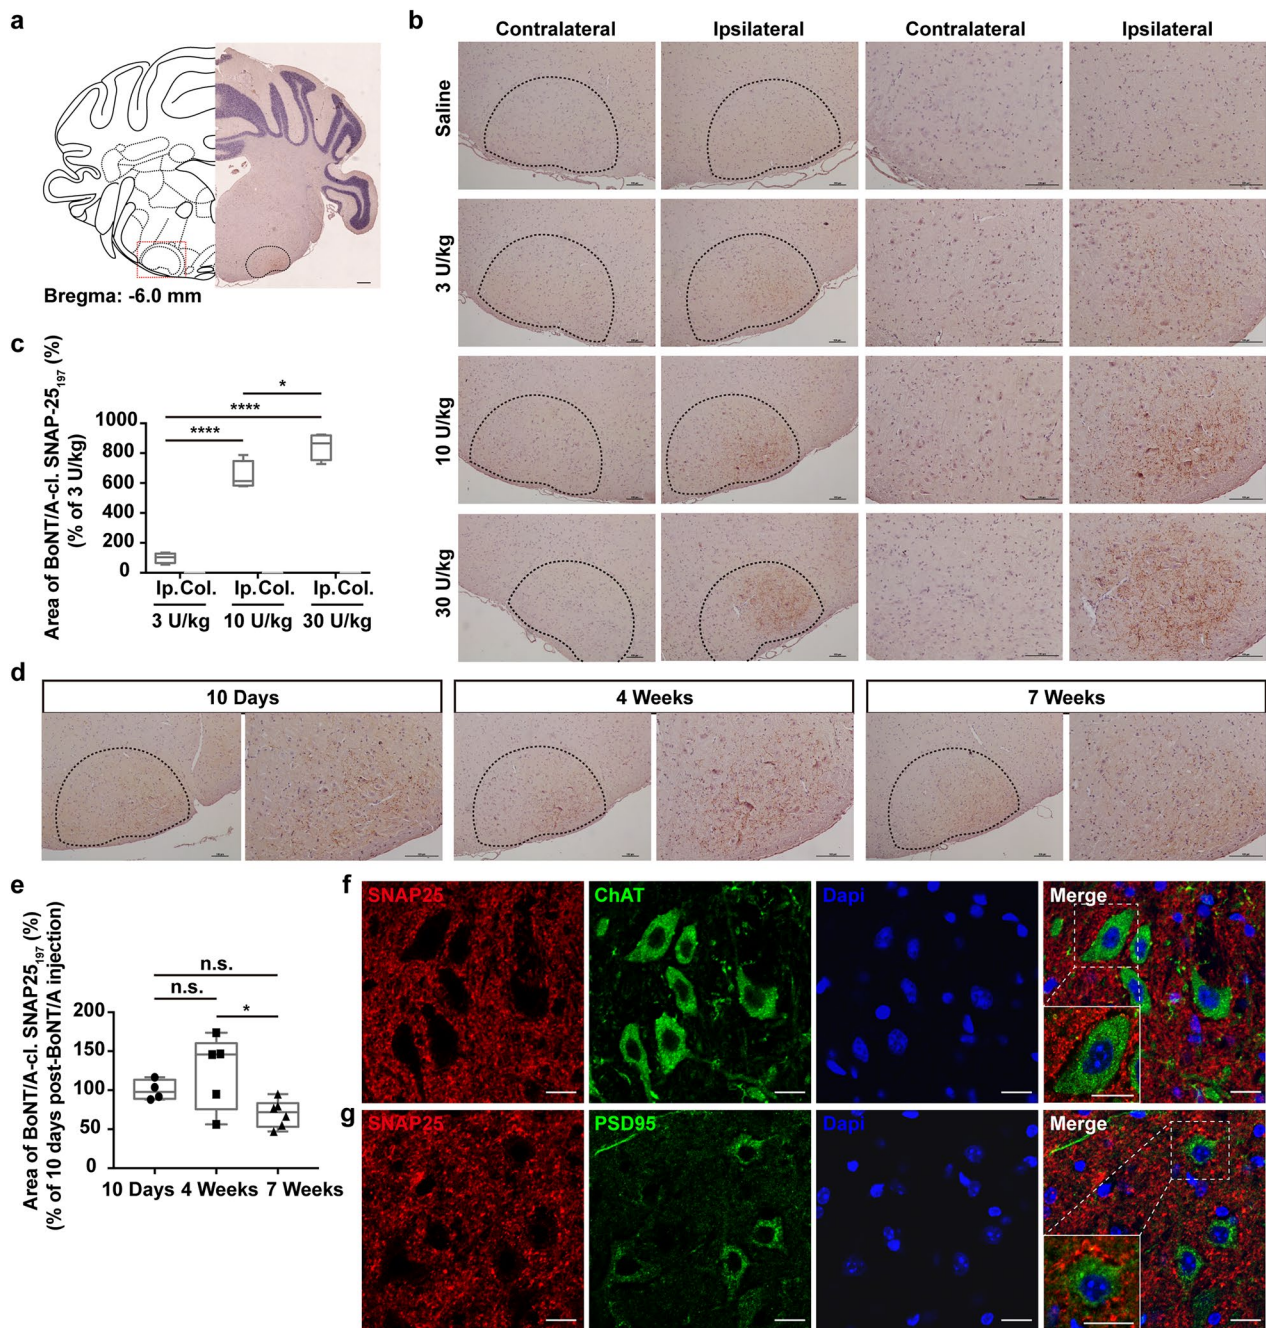 a
Bregma: -6.0 mm
b
Contralateral Ipsilateral Contralateral Ipsilateral
Saline
3 U/kg
10 U/kg
30 U/kg
c
Area of BoNT/A-cl. SNAP-25197 (%)
(% of 3 U/kg)
1000
800
600
400
200
0
****
****
*
Ip.Col. Ip.Col. Ip.Col.
3 U/kg 10 U/kg 30 U/kg
d
10 Days 4 Weeks 7 Weeks
e
Area of BoNT/A-cl. SNAP25197 (%)
(% of 10 days post-BoNT/A injection)
200
150
100
50
0
n.s.
n.s.
*
10 Days 4 Weeks 7 Weeks
f
SNAP25 ChAT Dapi Merge
g
SNAP25 PSD95 Dapi Merge